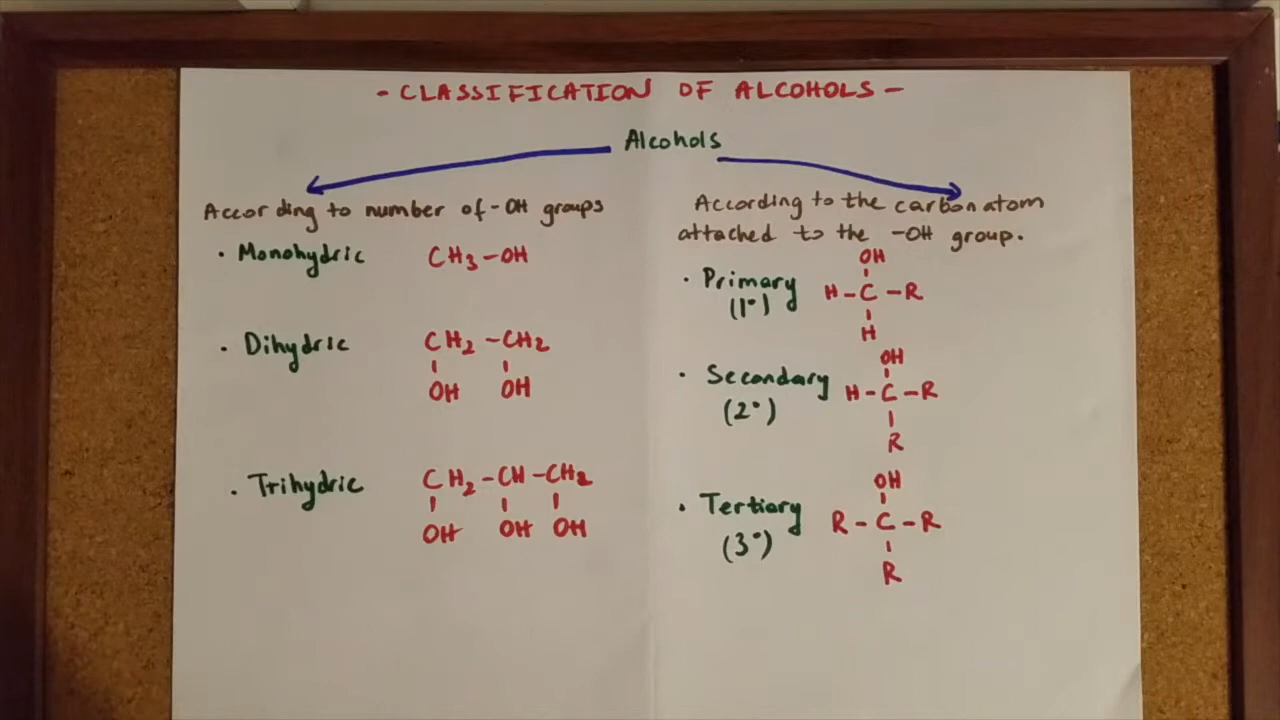 - CLASSIFICATION OF ALCOHOLS -
Alcohols
According to number of -OH groups
• Monohydric CH₃-OH
• Dihydric CH₂-CH₂
OH OH
• Trihydric CH₂-CH-CH₂
OH OH OH
According to the carbon atom
attached to the -OH group.
OH
• Primary H-C-R
(1°)
H
OH
• Secondary H-C-R
(2°)
R
OH
• Tertiary R-C-R
(3°)
R